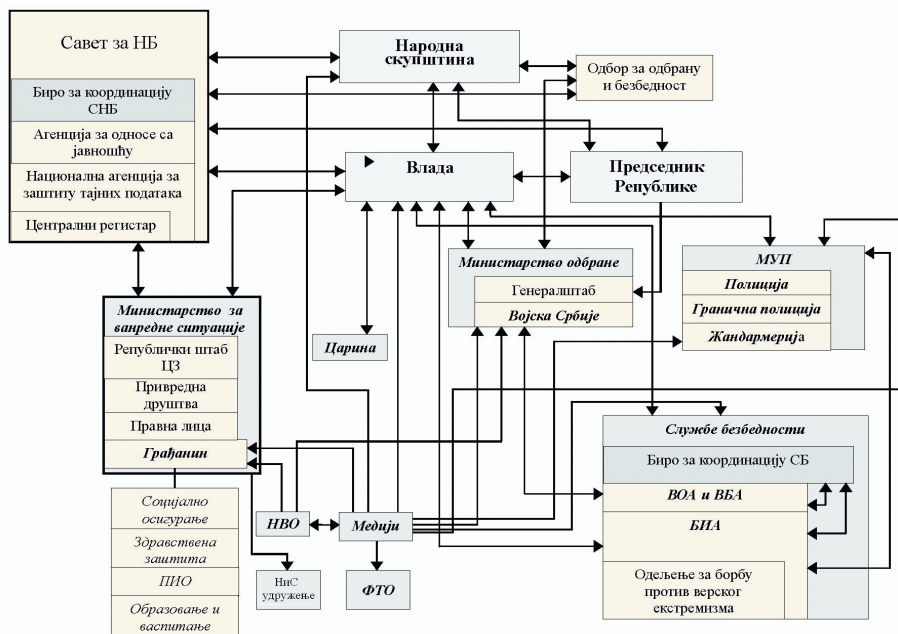 Савет за НБ
Биро за координацију
СНБ
Агенција за односе са
јавношћу
Национална агенција за
заштиту тајних података
Централни регистар
Народна
скупштина
Одбор за одбрану
и безбедност
Влада
Председник
Републике
Министарство одбране
Генералштаб
Војска Србије
МУП
Полиција
Гранична полиција
Жандармерија
Министарство за
ванредне ситуације
Републички штаб
ЦЗ
Привредна
друштва
Правна лица
Грађанин
Царина
Социјално
осигурање
Здравствена
заштита
ПИО
Образовање и
васпитање
НВО
Медији
НиС
удружење
ФТО
Службе безбедности
Биро за координацију СБ
ВОА и ВБА
БИА
Одељење за борбу
против верског
екстремизма